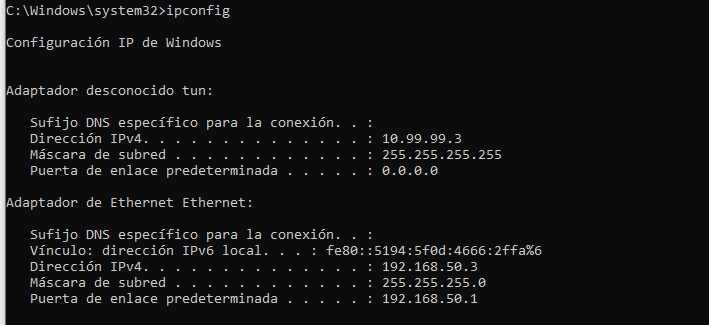 C:\Windows\system32>ipconfig
Configuración IP de Windows
Adaptador desconocido tun:
Sufijo DNS específico para la conexión. . :
Dirección IPv4. . . . . . . . . . . . . . : 10.99.99.3
Máscara de subred . . . . . . . . . . . . : 255.255.255.255
Puerta de enlace predeterminada . . . . . : 0.0.0.0
Adaptador de Ethernet Ethernet:
Sufijo DNS específico para la conexión. . :
Vínculo: dirección IPv6 local. . . : fe80::5194:5f0d:4666:2ffa%6
Dirección IPv4. . . . . . . . . . . . . . : 192.168.50.3
Máscara de subred . . . . . . . . . . . . : 255.255.255.0
Puerta de enlace predeterminada . . . . . : 192.168.50.1